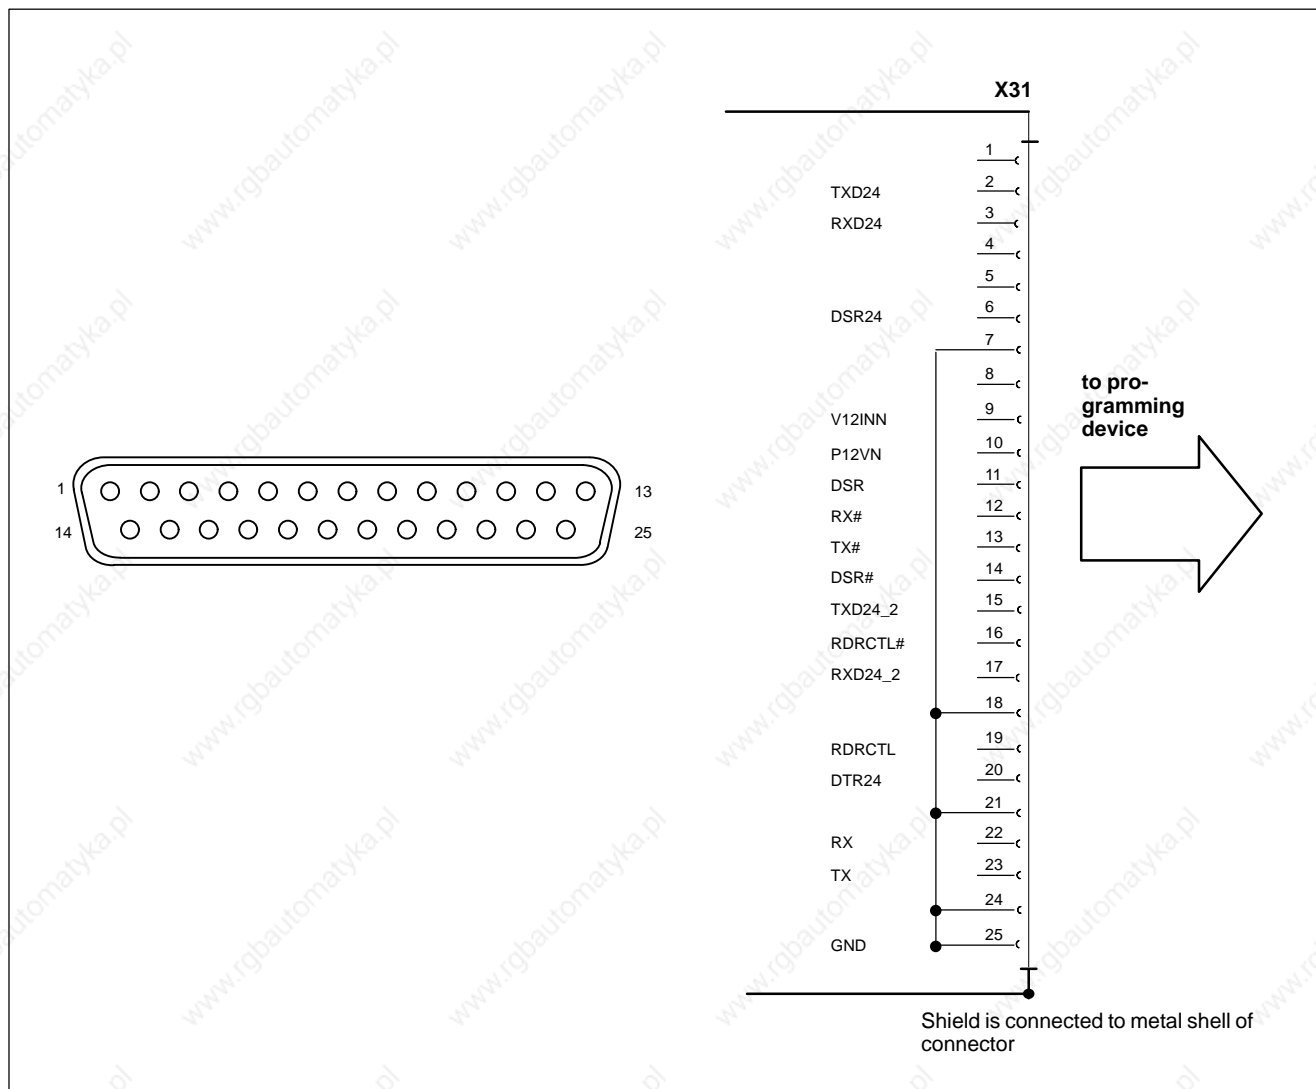 X31
1
TXD24 2
RXD24 3
4
5
DSR24 6
7
8
V12INN 9
P12VN 10
DSR 11
RX# 12
TX# 13
DSR# 14
TXD24_2 15
RDRCTL# 16
RXD24_2 17
18
RDRCTL 19
DTR24 20
21
RX 22
TX 23
24
GND 25
to pro-
gramming
device
1 13
14 25
Shield is connected to metal shell of
connector
www.rgbautomatyka.pl